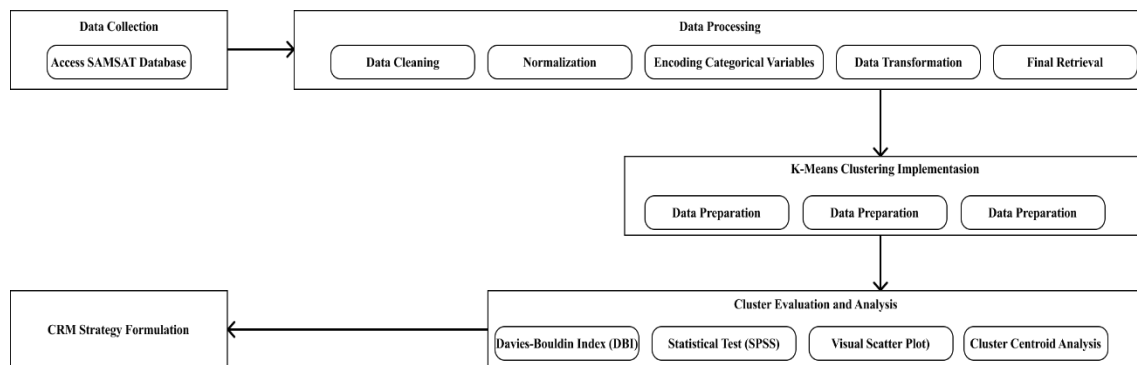 Data Collection
Access SAMSAT Database
Data Processing
Data Cleaning
Normalization
Encoding Categorical Variables
Data Transformation
Final Retrieval
K-Means Clustering Implementasion
Data Preparation
Data Preparation
Data Preparation
Cluster Evaluation and Analysis
Davies-Bouldin Index (DBI)
Statistical Test (SPSS)
Visual Scatter Plot)
Cluster Centroid Analysis
CRM Strategy Formulation